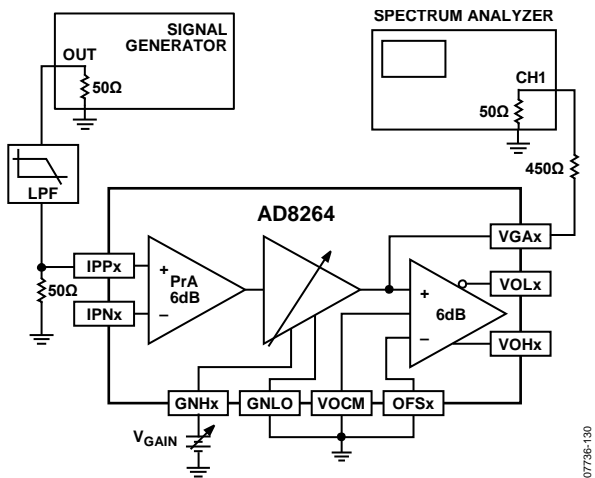 SIGNAL
GENERATOR
OUT
50Ω
SPECTRUM ANALYZER
CH1
50Ω
450Ω
LPF
AD8264
VGAx
IPPx
+
PrA
6dB
–
+
6dB
–
VOLx
50Ω
IPNx
VOHx
GNHx
GNLO
VOCM
OFSx
VGAIN
07736-130